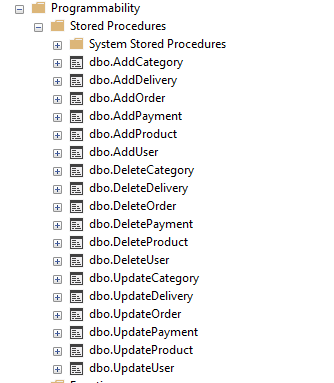 Programmability
Stored Procedures
System Stored Procedures
dbo.AddCategory
dbo.AddDelivery
dbo.AddOrder
dbo.AddPayment
dbo.AddProduct
dbo.AddUser
dbo.DeleteCategory
dbo.DeleteDelivery
dbo.DeleteOrder
dbo.DeletePayment
dbo.DeleteProduct
dbo.DeleteUser
dbo.UpdateCategory
dbo.UpdateDelivery
dbo.UpdateOrder
dbo.UpdatePayment
dbo.UpdateProduct
dbo.UpdateUser